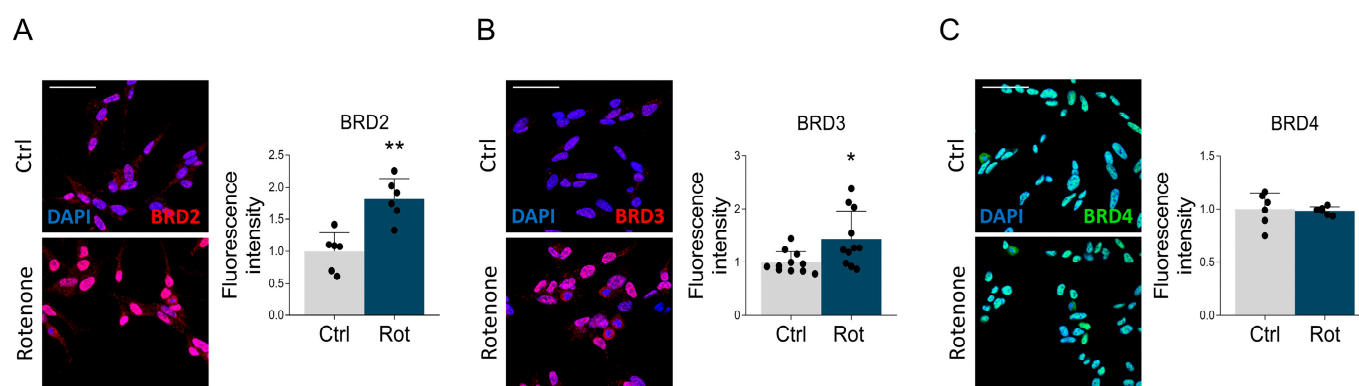 A
Ctrl
DAPI BRD2
Rotenone
BRD2
**
Fluorescence
intensity
2.5
2.0
1.5
1.0
0.5
0.0
Ctrl Rot
B
Ctrl
DAPI BRD3
Rotenone
BRD3
*
Fluorescence
intensity
3
2
1
0
Ctrl Rot
C
Ctrl
DAPI BRD4
Rotenone
BRD4
Fluorescence
intensity
1.5
1.0
0.5
0.0
Ctrl Rot